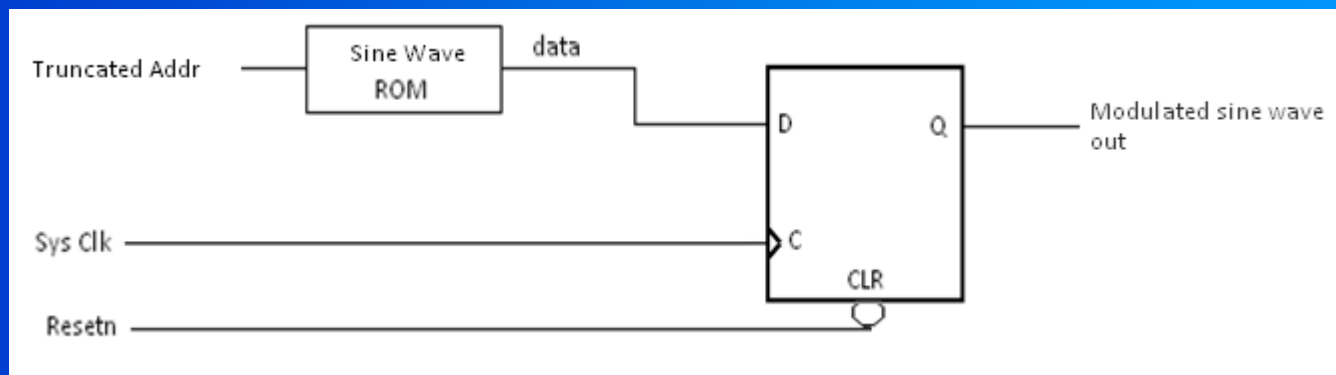 Sine Wave
ROM
data
Truncated Addr
D
Q
Modulated sine wave
out
Sys Clk
C
CLR
Resetn